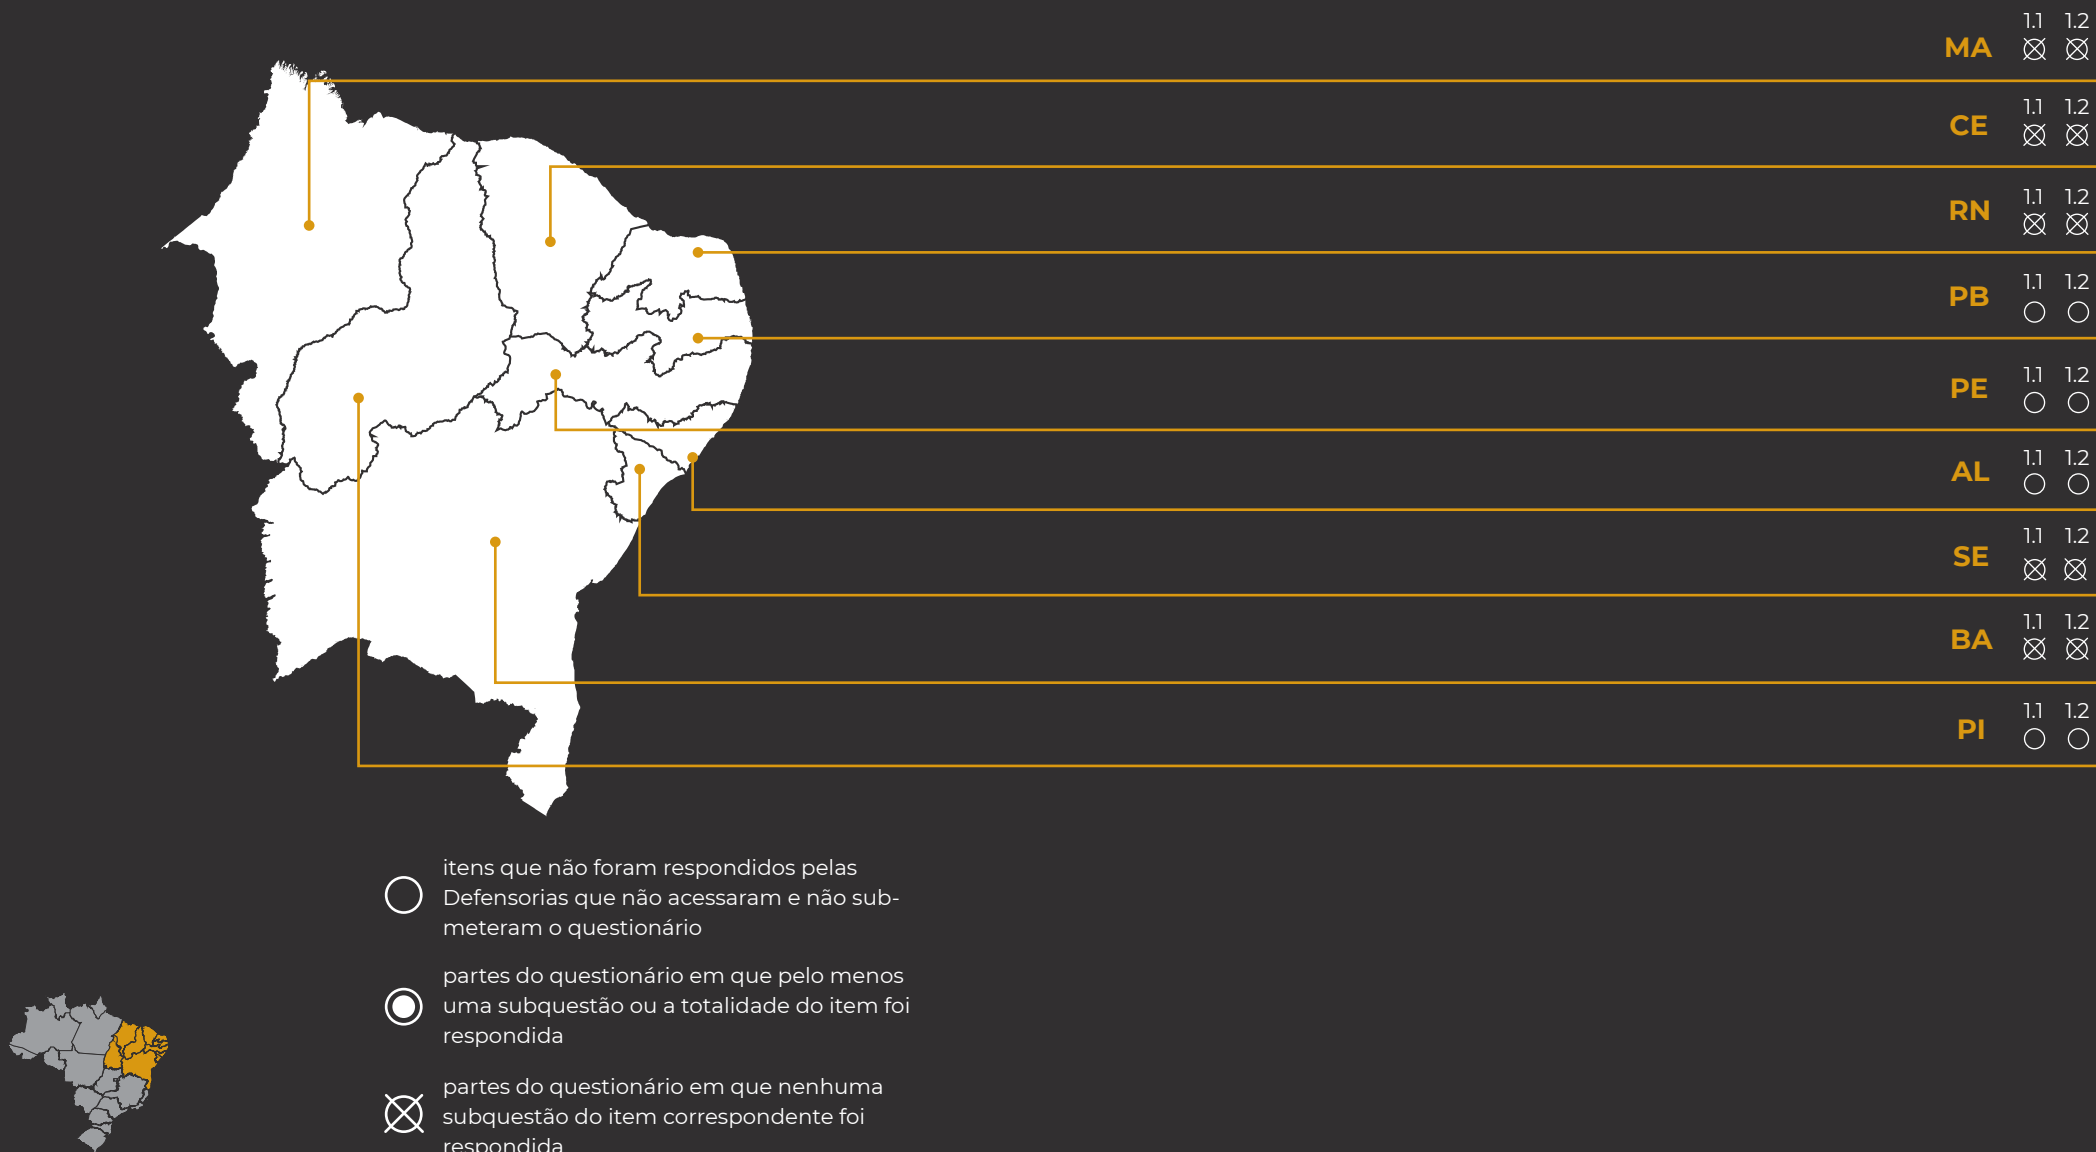 1.1 1.2
MA
1.1 1.2
CE
1.1 1.2
RN
1.1 1.2
PB
1.1 1.2
PE
1.1 1.2
AL
1.1 1.2
SE
1.1 1.2
BA
1.1 1.2
PI
itens que não foram respondidos pelas
Defensorias que não acessaram e não sub-
meteram o questionário
partes do questionário em que pelo menos
uma subquestão ou a totalidade do item foi
respondida
partes do questionário em que nenhuma
subquestão do item correspondente foi
respondida